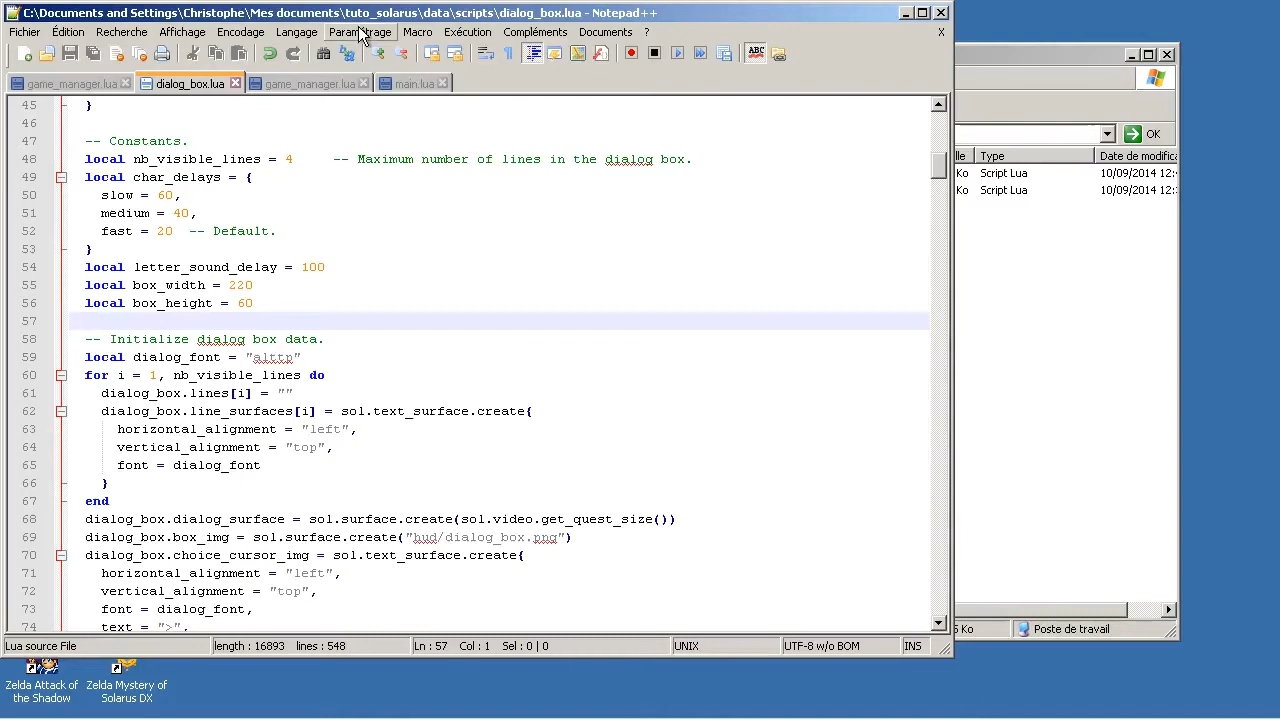 C:\Documents and Settings\Christophe\Mes documents\tuto_solarus\data\scripts\dialog_box.lua - Notepad++
Fichier Édition Recherche Affichage Encodage Langage Paramétrage Macro Exécution Compléments Documents ? X
game_manager.lua dialog_box.lua game_manager.lua main.lua
45 }
46
47 -- Constants.
48 local nb_visible_lines = 4 -- Maximum number of lines in the dialog box.
49 local char_delays = {
50 slow = 60,
51 medium = 40,
52 fast = 20 -- Default.
53 }
54 local letter_sound_delay = 100
55 local box_width = 220
56 local box_height = 60
57
58 -- Initialize dialog box data.
59 local dialog_font = "alttp"
60 for i = 1, nb_visible_lines do
61 dialog_box.lines[i] = ""
62 dialog_box.line_surfaces[i] = sol.text_surface.create{
63 horizontal_alignment = "left",
64 vertical_alignment = "top",
65 font = dialog_font
66 }
67 end
68 dialog_box.dialog_surface = sol.surface.create(sol.video.get_quest_size())
69 dialog_box.box_img = sol.surface.create("hud/dialog_box.png")
70 dialog_box.choice_cursor_img = sol.text_surface.create{
71 horizontal_alignment = "left",
72 vertical_alignment = "top",
73 font = dialog_font,
74 text = ">",
Lua source File length : 16893 lines : 548 Ln : 57 Col : 1 Sel : 0 | 0 UNIX UTF-8 w/o BOM INS
ABC
OK
lle Type Date de modifica
Ko Script Lua 10/09/2014 12:
Ko Script Lua 10/09/2014 12:
Ko Poste de travail
Zelda Attack of
the Shadow
Zelda Mystery of
Solarus DX